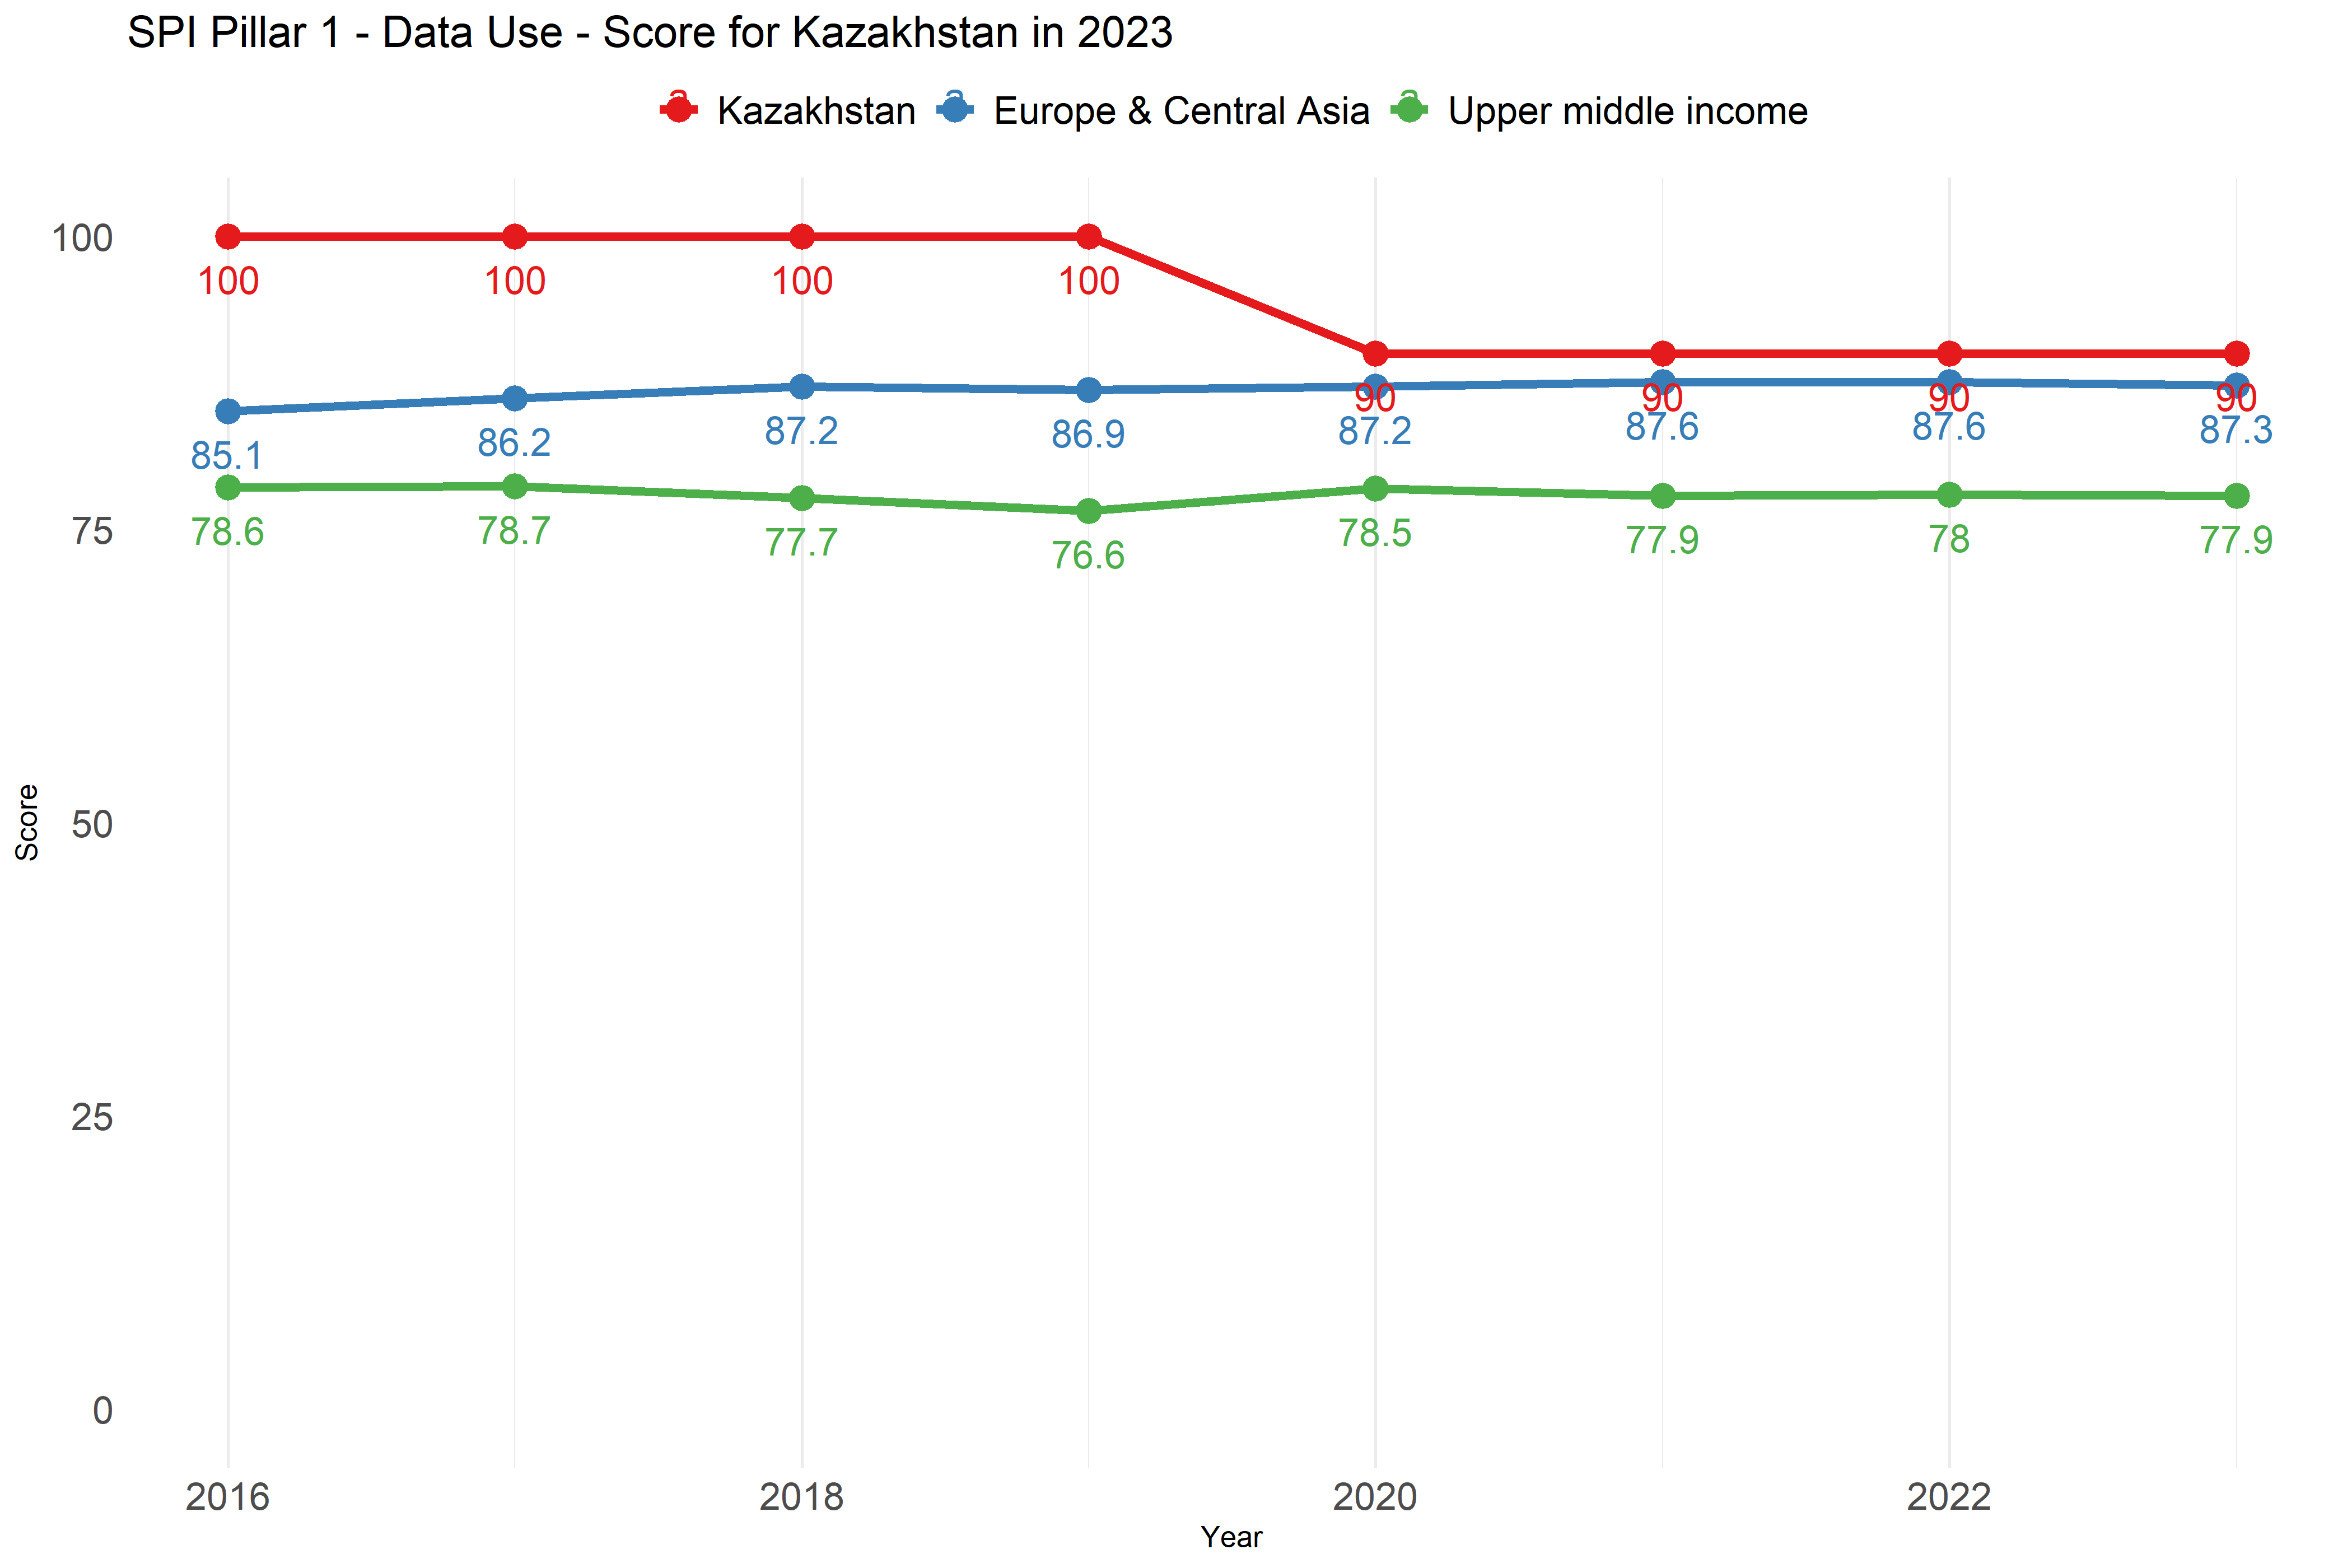 SPI Pillar 1 - Data Use - Score for Kazakhstan in 2023
Kazakhstan Europe & Central Asia Upper middle income
100
100 100 100 100
90 90 90 90
85.1 86.2 87.2 86.9 87.2 87.6 87.6 87.3
75
78.6 78.7 77.7 76.6 78.5 77.9 78 77.9
50
Score
25
0
2016 2018 2020 2022
Year